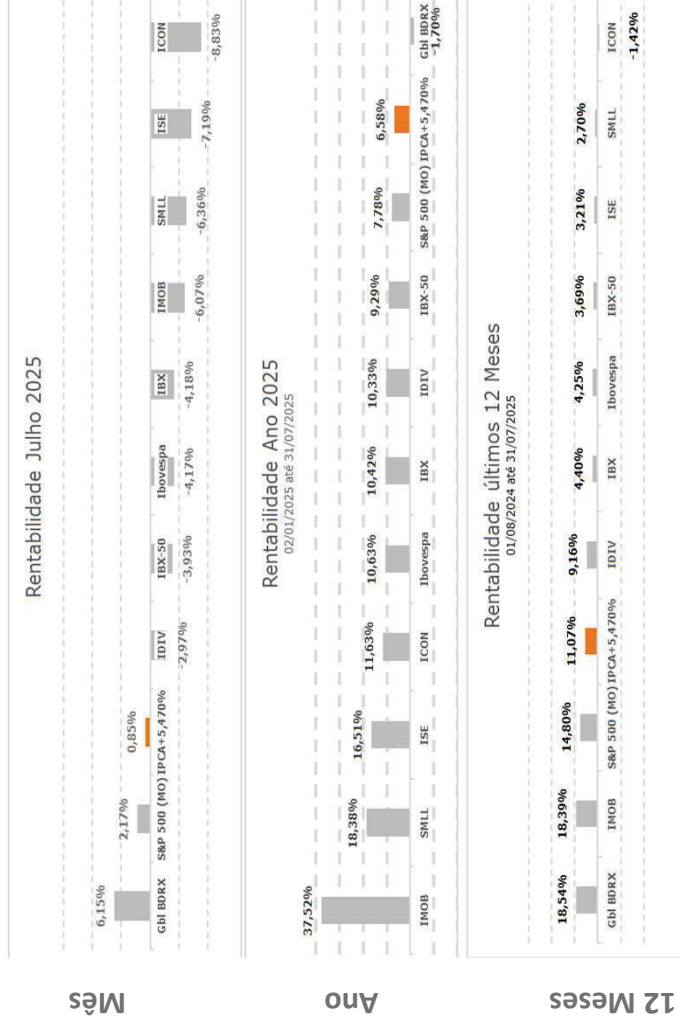 Mês
Rentabilidade Julho 2025
6,15%
2,17%
0,85%
Gbl BDRX
S&P 500 (MO)
IPCA+5,470%
IDIV
IBX-50
Ibovespa
IBX
IMOB
SMLL
ISE
ICON
-2,97%
-3,93%
-4,17%
-4,18%
-6,07%
-6,36%
-7,19%
-8,83%
Ano
Rentabilidade Ano 2025
02/01/2025 até 31/07/2025
37,52%
18,38%
16,51%
11,63%
10,63%
10,42%
10,33%
9,29%
7,78%
6,58%
IMOB
SMLL
ISE
ICON
Ibovespa
IBX
IDIV
IBX-50
S&P 500 (MO)
IPCA+5,470%
Gbl BDRX
-1,70%
12 Meses
Rentabilidade últimos 12 Meses
01/08/2024 até 31/07/2025
18,54%
18,39%
14,80%
11,07%
9,16%
4,40%
4,25%
3,69%
3,21%
2,70%
Gbl BDRX
IMOB
S&P 500 (MO)
IPCA+5,470%
IDIV
IBX
Ibovespa
IBX-50
ISE
SMLL
ICON
-1,42%